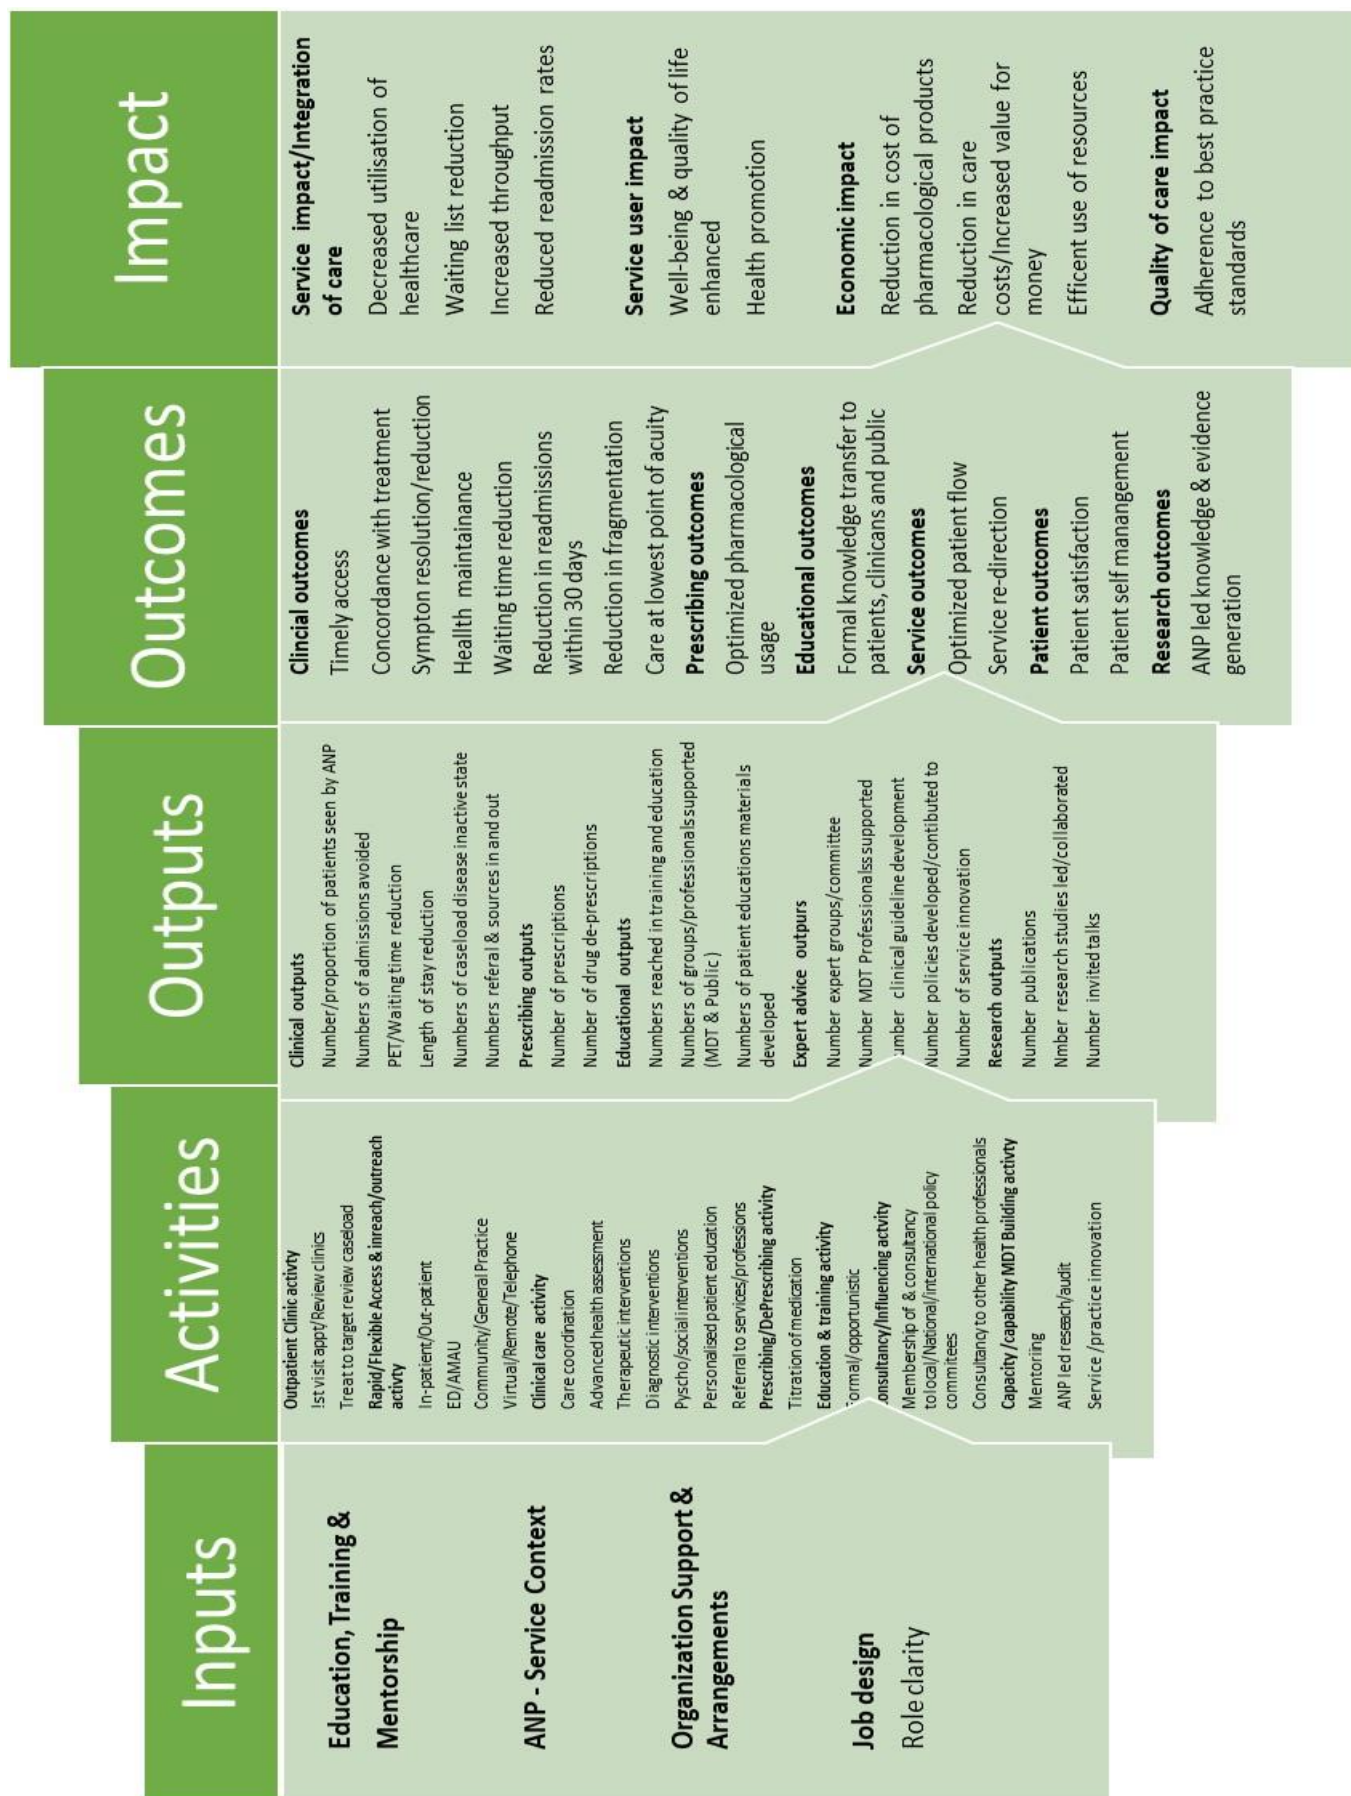 Inputs
Education, Training &
Mentorship
ANP - Service Context
Organization Support &
Arrangements
Job design
Role clarity
Activities
Outpatient Clinic activity
!st visit appt/Review clinics
Treat to target review caseload
Rapid/Flexible Access & inreach/outreach
activty
In-patient/Out-patient
ED/AMAU
Community/General Practice
Virtual/Remote/Telephone
Clinical care activity
Care coordination
Advanced health assessment
Therapeutic interventions
Diagnostic interventions
Pyscho/social interventions
Personalised patient education
Referral to services/professions
Prescribing/DePrescribing activity
Titration of medication
Education & training activity
Formal/opportunistic
onsultancy/Influencing actvity
Membership of & consultancy
to local/National/international policy
commitees
Consultancy to other health professionals
Capacity/capability MDT Building activty
Mentoriing
ANP led reseach/audit
Service /practice innovation
Outputs
Clinical outputs
Number/proportion of patients seen by ANP
Numbers of admissions avoided
PET/Waiting time reduction
Length of stay reduction
Numbers of caseload disease inactive state
Numbers referal & sources in and out
Prescribing outputs
Number of prescriptions
Number of drug de-prescriptions
Educational outputs
Numbers reached in training and education
Numbers of groups/professionals supported
(MDT & Public )
Numbers of patient educations materials
developed
Expert advice outpurs
Number expert groups/committee
Number MDT Professionalss supported
umber clinical guideline development
Number policies developed/contibuted to
Number of service innovation
Research outputs
Number publications
Nmber research studies led/collaborated
Number invited talks
Outcomes
Clincial outcomes
Timely access
Concordance with treatment
Sympton resolution/reduction
Heallth maintainance
Waiting time reduction
Reduction in readmissions
within 30 days
Reduction in fragmentation
Care at lowest point of acuity
Prescribing outcomes
Optimized pharmacological
usage
Educational outcomes
Formal knowledge transfer to
patients, clinicans and public
Service outcomes
Optimized patient flow
Service re-direction
Patient outcomes
Patient satisfaction
Patient self manangement
Research outcomes
ANP led knowledge & evidence
generation
Impact
Service impact/Integration
of care
Decreased utilisation of
healthcare
Waiting list reduction
Increased throughput
Reduced readmission rates
Service user impact
Well-being & quality of life
enhanced
Health promotion
Economic impact
Reduction in cost of
pharmacological products
Reduction in care
costs/Increased value for
money
Efficent use of resources
Quality of care impact
Adherence to best practice
standards